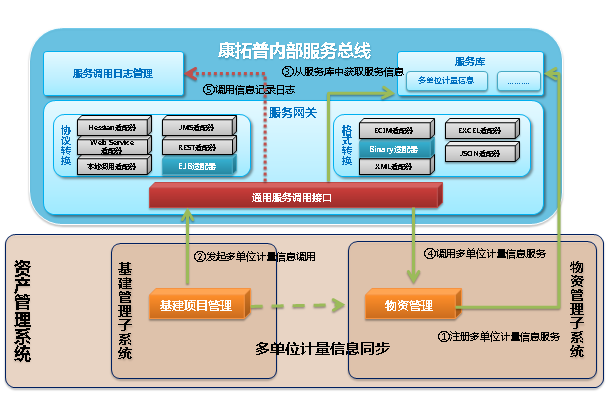 康拓普内部服务总线
服务调用日志管理
服务库
多单位计量信息
..........
③从服务库中获取服务信息
⑤调用信息记录日志
服务网关
协议转换
Hessian适配器
JMS适配器
Web Service
适配器
REST适配器
本地调用适配器
EJB适配器
格式转换
ECIM适配器
EXCEL适配器
Binary适配器
JSON适配器
XML适配器
通用服务调用接口
②发起多单位计量信息调用
④调用多单位计量信息服务
资产管理系统
基建管理子系统
基建项目管理
物资管理
物资管理子系统
①注册多单位计量信息服务
多单位计量信息同步